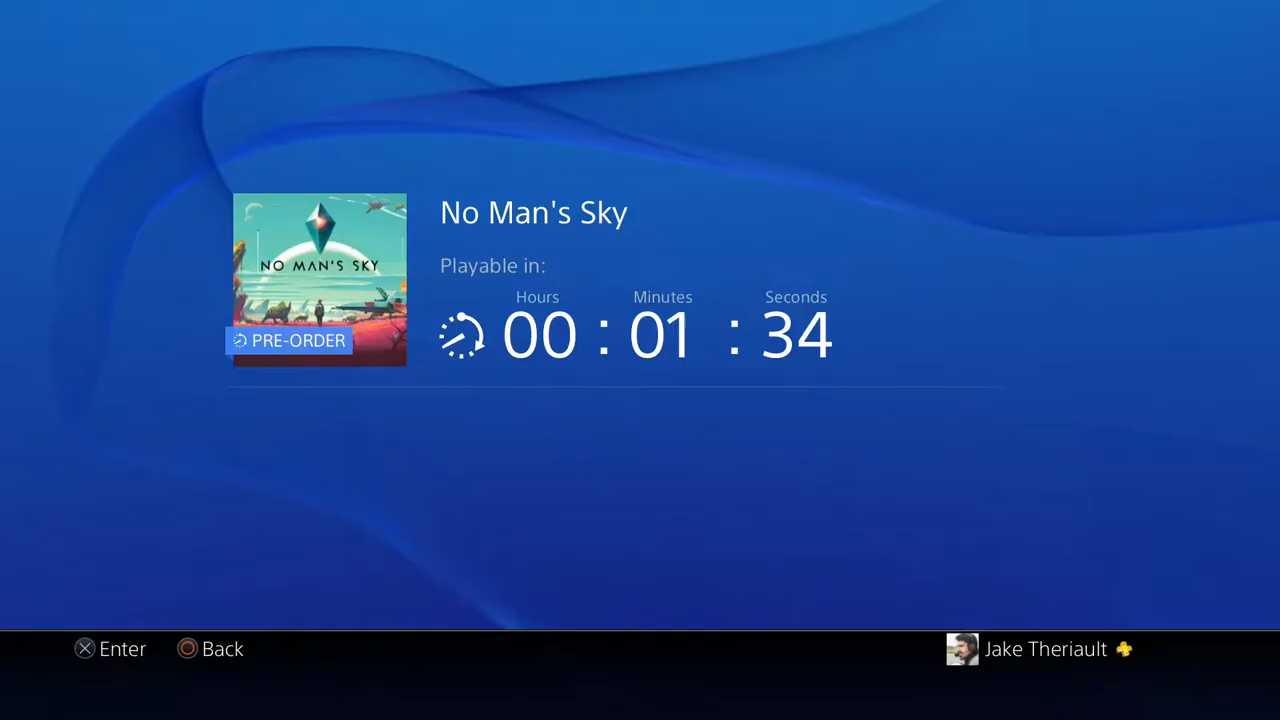 No Man's Sky
NO MAN'S SKY
PRE-ORDER
Playable in:
Hours Minutes Seconds
00 : 01 : 34
Enter Back
Jake Theriault